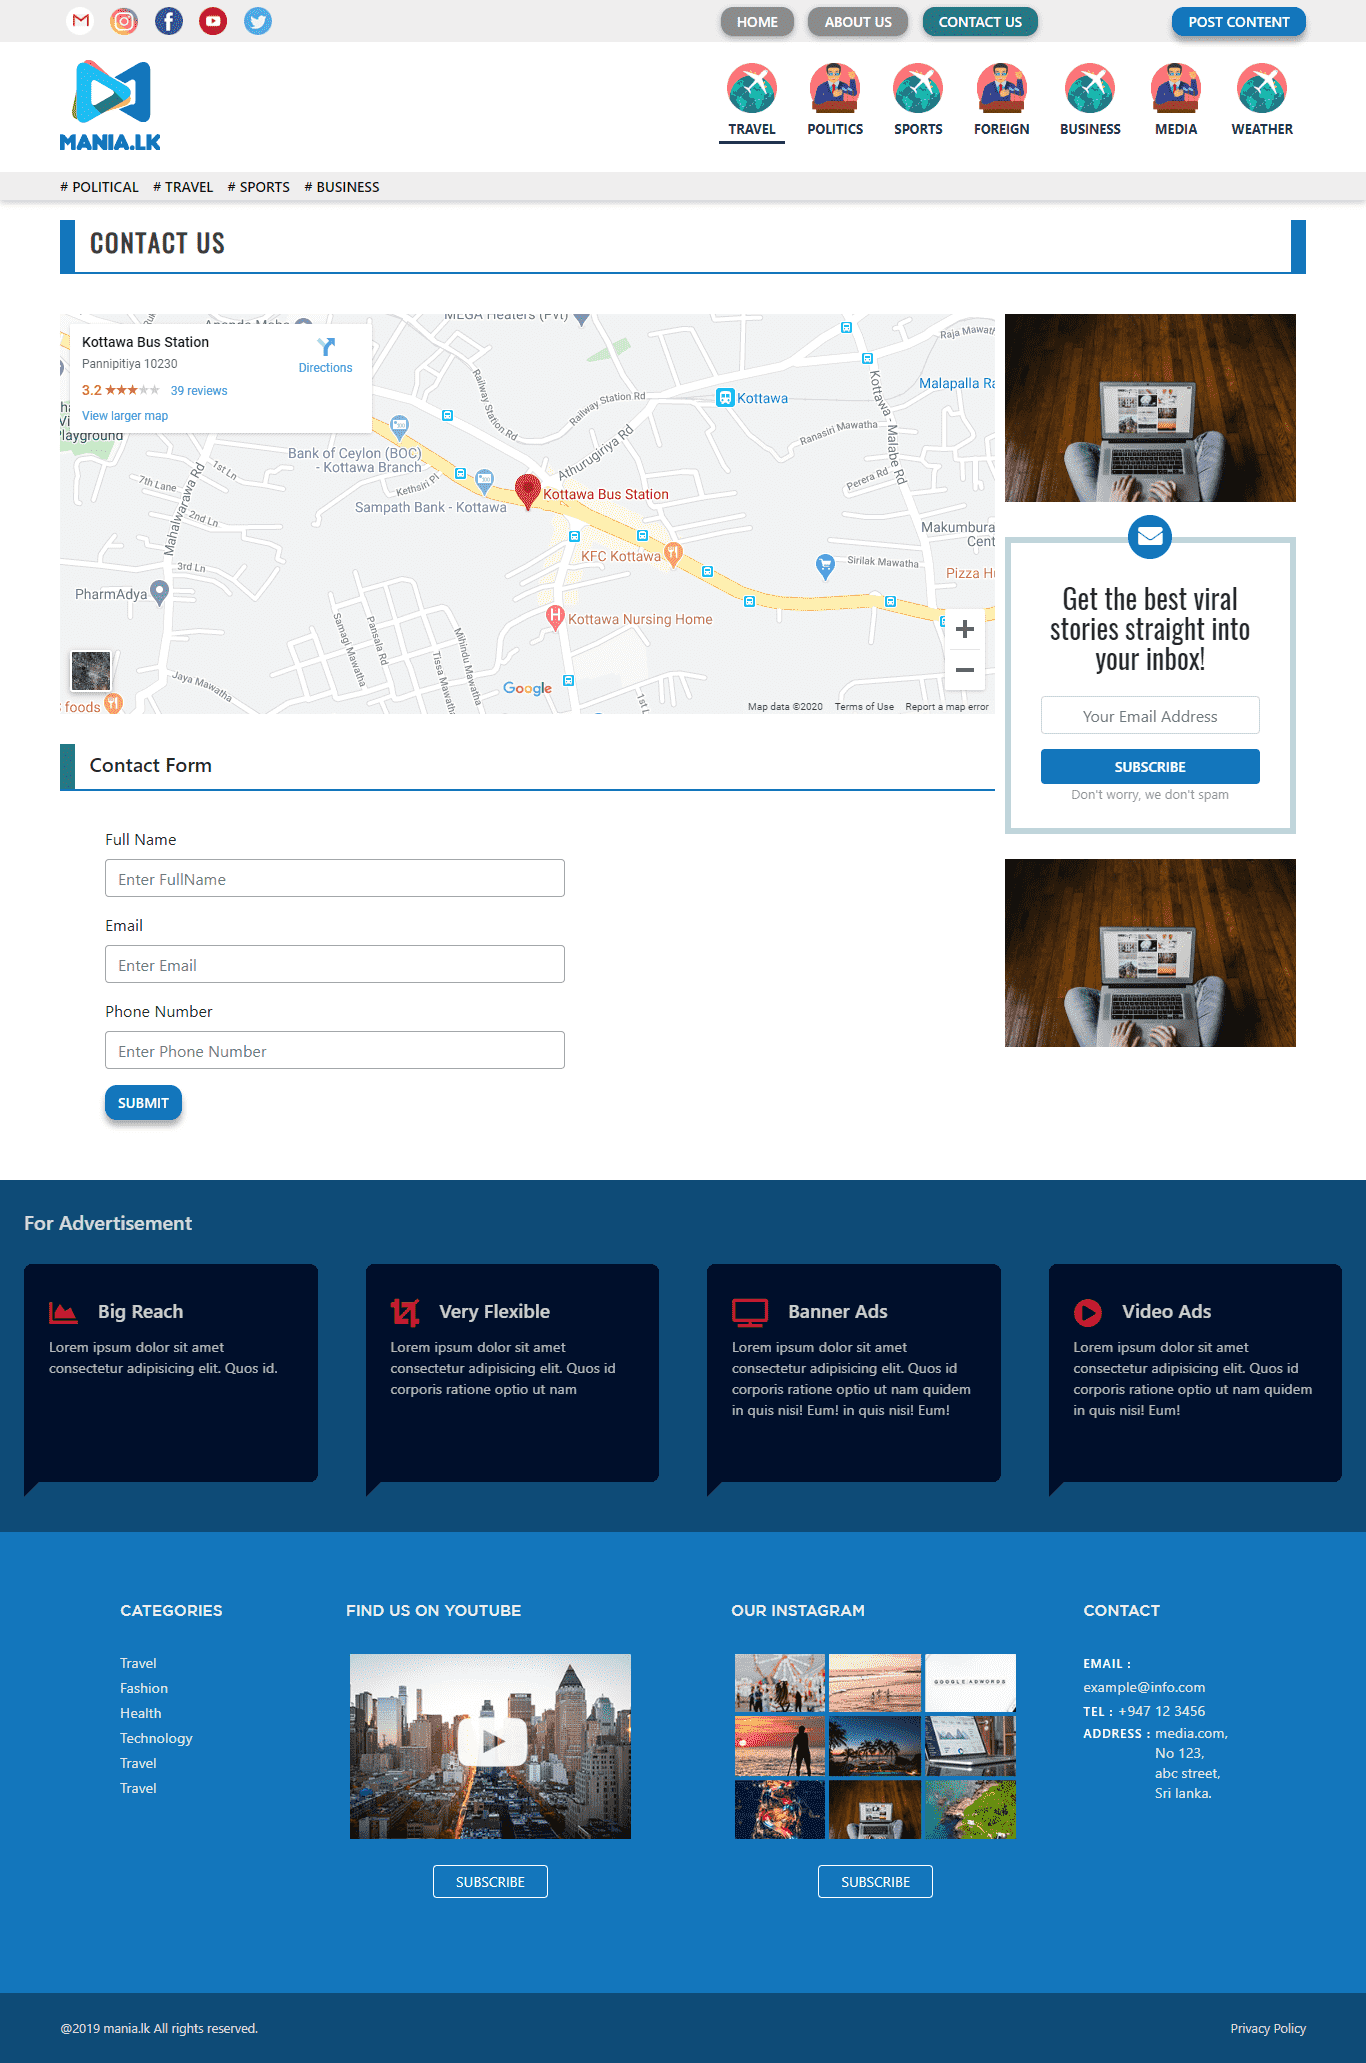 HOME
ABOUT US
CONTACT US
POST CONTENT
MANIA.LK
TRAVEL
POLITICS
SPORTS
FOREIGN
BUSINESS
MEDIA
WEATHER
# POLITICAL # TRAVEL # SPORTS # BUSINESS
CONTACT US
MEGA Heaters (Pvt)
Kottawa Bus Station
Pannipitiya 10230
3.2
39 reviews
View larger map
Directions
Playground
Railway Station Rd
Railway Station Rd
Kottawa
Kottawa - Malabe Rd
Raja Mawatha
Malapalla
Athurugiriya Rd
Ranasiri Mawatha
Perera Rd
Bank of Ceylon (BOC)
- Kottawa Branch
Kethsiri Pl
Sampath Bank - Kottawa
Kottawa Bus Station
Mahalwarawa Rd
1st Ln
7th Lane
2nd Ln
3rd Ln
Makumbura
KFC Kottawa
Sirilak Mawatha
Pizza
PharmAdya
Kottawa Nursing Home
Samagi Mawatha
Pansala Rd
Mihindu Mawatha
Tissa Mawatha
Jaya Mawatha
foods
Google
Map data ©2020 Terms of Use Report a map error
Get the best viral
stories straight into
your inbox!
Your Email Address
SUBSCRIBE
Don't worry, we don't spam
Contact Form
Full Name
Enter FullName
Email
Enter Email
Phone Number
Enter Phone Number
SUBMIT
For Advertisement
Big Reach
Lorem ipsum dolor sit amet
consectetur adipisicing elit. Quos id.
Very Flexible
Lorem ipsum dolor sit amet
consectetur adipisicing elit. Quos id
corporis ratione optio ut nam
Banner Ads
Lorem ipsum dolor sit amet
consectetur adipisicing elit. Quos id
corporis ratione optio ut nam quidem
in quis nisi! Eum! in quis nisi! Eum!
Video Ads
Lorem ipsum dolor sit amet
consectetur adipisicing elit. Quos id
corporis ratione optio ut nam quidem
in quis nisi! Eum!
CATEGORIES
Travel
Fashion
Health
Technology
Travel
Travel
FIND US ON YOUTUBE
SUBSCRIBE
OUR INSTAGRAM
GOOGLE ADWORDS
SUBSCRIBE
CONTACT
EMAIL :
example@info.com
TEL : +947 12 3456
ADDRESS : media.com,
No 123,
abc street,
Sri lanka.
@2019 mania.lk All rights reserved.
Privacy Policy